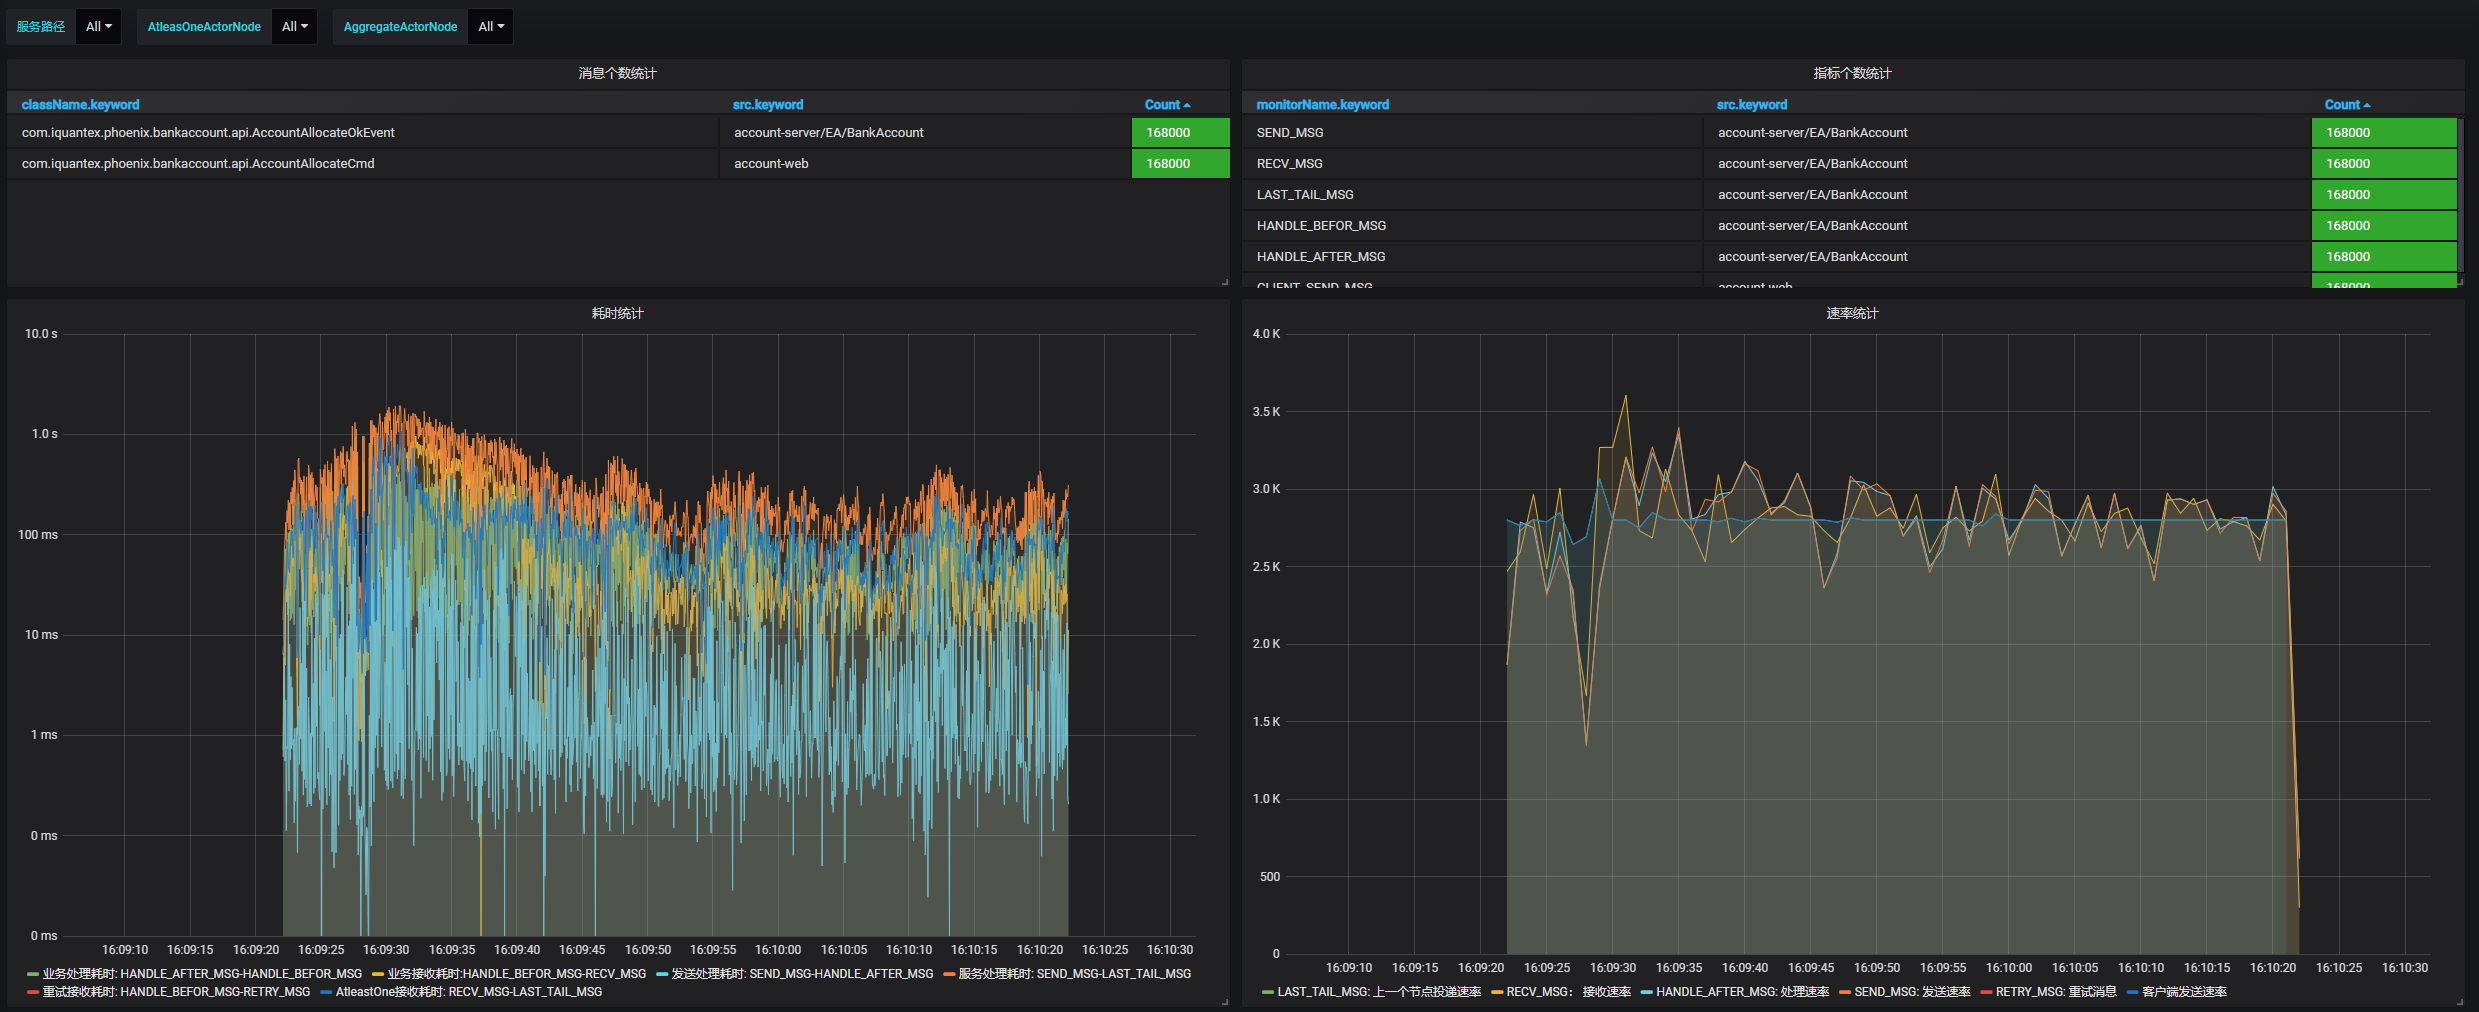 服务路径 All AtleasOneActorNode All AggregateActorNode All
消息个数统计
className.keyword src.keyword Count
com.iquantex.phoenix.bankaccount.api.AccountAllocateOkEvent account-server/EA/BankAccount 168000
com.iquantex.phoenix.bankaccount.api.AccountAllocateCmd account-web 168000
指标个数统计
monitorName.keyword src.keyword Count
SEND_MSG account-server/EA/BankAccount 168000
RECV_MSG account-server/EA/BankAccount 168000
LAST_TAIL_MSG account-server/EA/BankAccount 168000
HANDLE_BEFOR_MSG account-server/EA/BankAccount 168000
HANDLE_AFTER_MSG account-server/EA/BankAccount 168000
CLIENT_SEND_MSG account-web 168000
耗时统计
10.0 s
1.0 s
100 ms
10 ms
1 ms
0 ms
0 ms
16:09:10 16:09:15 16:09:20 16:09:25 16:09:30 16:09:35 16:09:40 16:09:45 16:09:50 16:09:55 16:10:00 16:10:05 16:10:10 16:10:15 16:10:20 16:10:25 16:10:30
业务处理耗时: HANDLE_AFTER_MSG-HANDLE_BEFOR_MSG 业务接收耗时:HANDLE_BEFOR_MSG-RECV_MSG 发送处理耗时: SEND_MSG-HANDLE_AFTER_MSG 服务处理耗时: SEND_MSG-LAST_TAIL_MSG
重试接收耗时: HANDLE_BEFOR_MSG-RETRY_MSG AtleastOne接收耗时: RECV_MSG-LAST_TAIL_MSG
速率统计
4.0 K
3.5 K
3.0 K
2.5 K
2.0 K
1.5 K
1.0 K
500
0
16:09:10 16:09:15 16:09:20 16:09:25 16:09:30 16:09:35 16:09:40 16:09:45 16:09:50 16:09:55 16:10:00 16:10:05 16:10:10 16:10:15 16:10:20 16:10:25 16:10:30
LAST_TAIL_MSG: 上一个节点投递速率 RECV_MSG： 接收速率 HANDLE_AFTER_MSG: 处理速率 SEND_MSG: 发送速率 RETRY_MSG: 重试消息 客户端发送速率